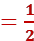 = 1/2